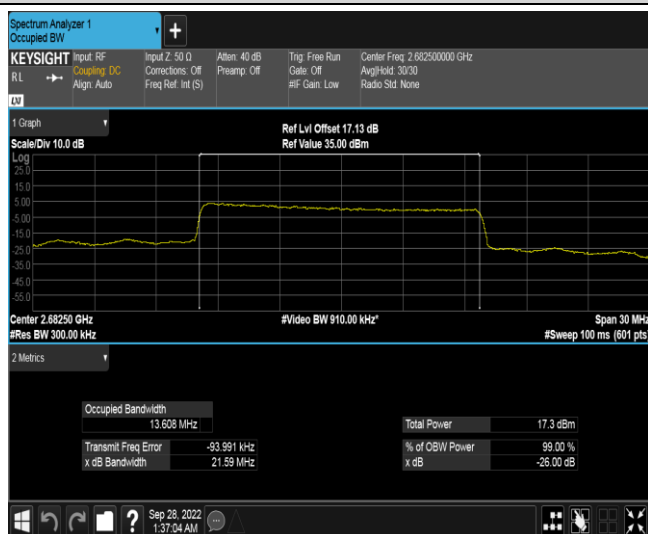 Spectrum Analyzer 1
Occupied BW
+
KEYSIGHT
RL
LXI
Input: RF
Coupling: DC
Align: Auto
Input Z: 50 Ω
Corrections: Off
Freq Ref: Int (S)
Atten: 40 dB
Preamp: Off
Trig: Free Run
Gate: Off
#IF Gain: Low
Center Freq: 2.682500000 GHz
Avg|Hold: 30/30
Radio Std: None
1 Graph
Scale/Div 10.0 dB
Ref Lvl Offset 17.13 dB
Ref Value 35.00 dBm
Log
25.0
15.0
5.00
-5.00
-15.0
-25.0
-35.0
-45.0
-55.0
Center 2.68250 GHz
#Res BW 300.00 kHz
#Video BW 910.00 kHz*
Span 30 MHz
#Sweep 100 ms (601 pts)
2 Metrics
Occupied Bandwidth
13.608 MHz
Transmit Freq Error -93.991 kHz
x dB Bandwidth 21.59 MHz
Total Power 17.3 dBm
% of OBW Power 99.00 %
x dB -26.00 dB
?
Sep 28, 2022
1:37:04 AM